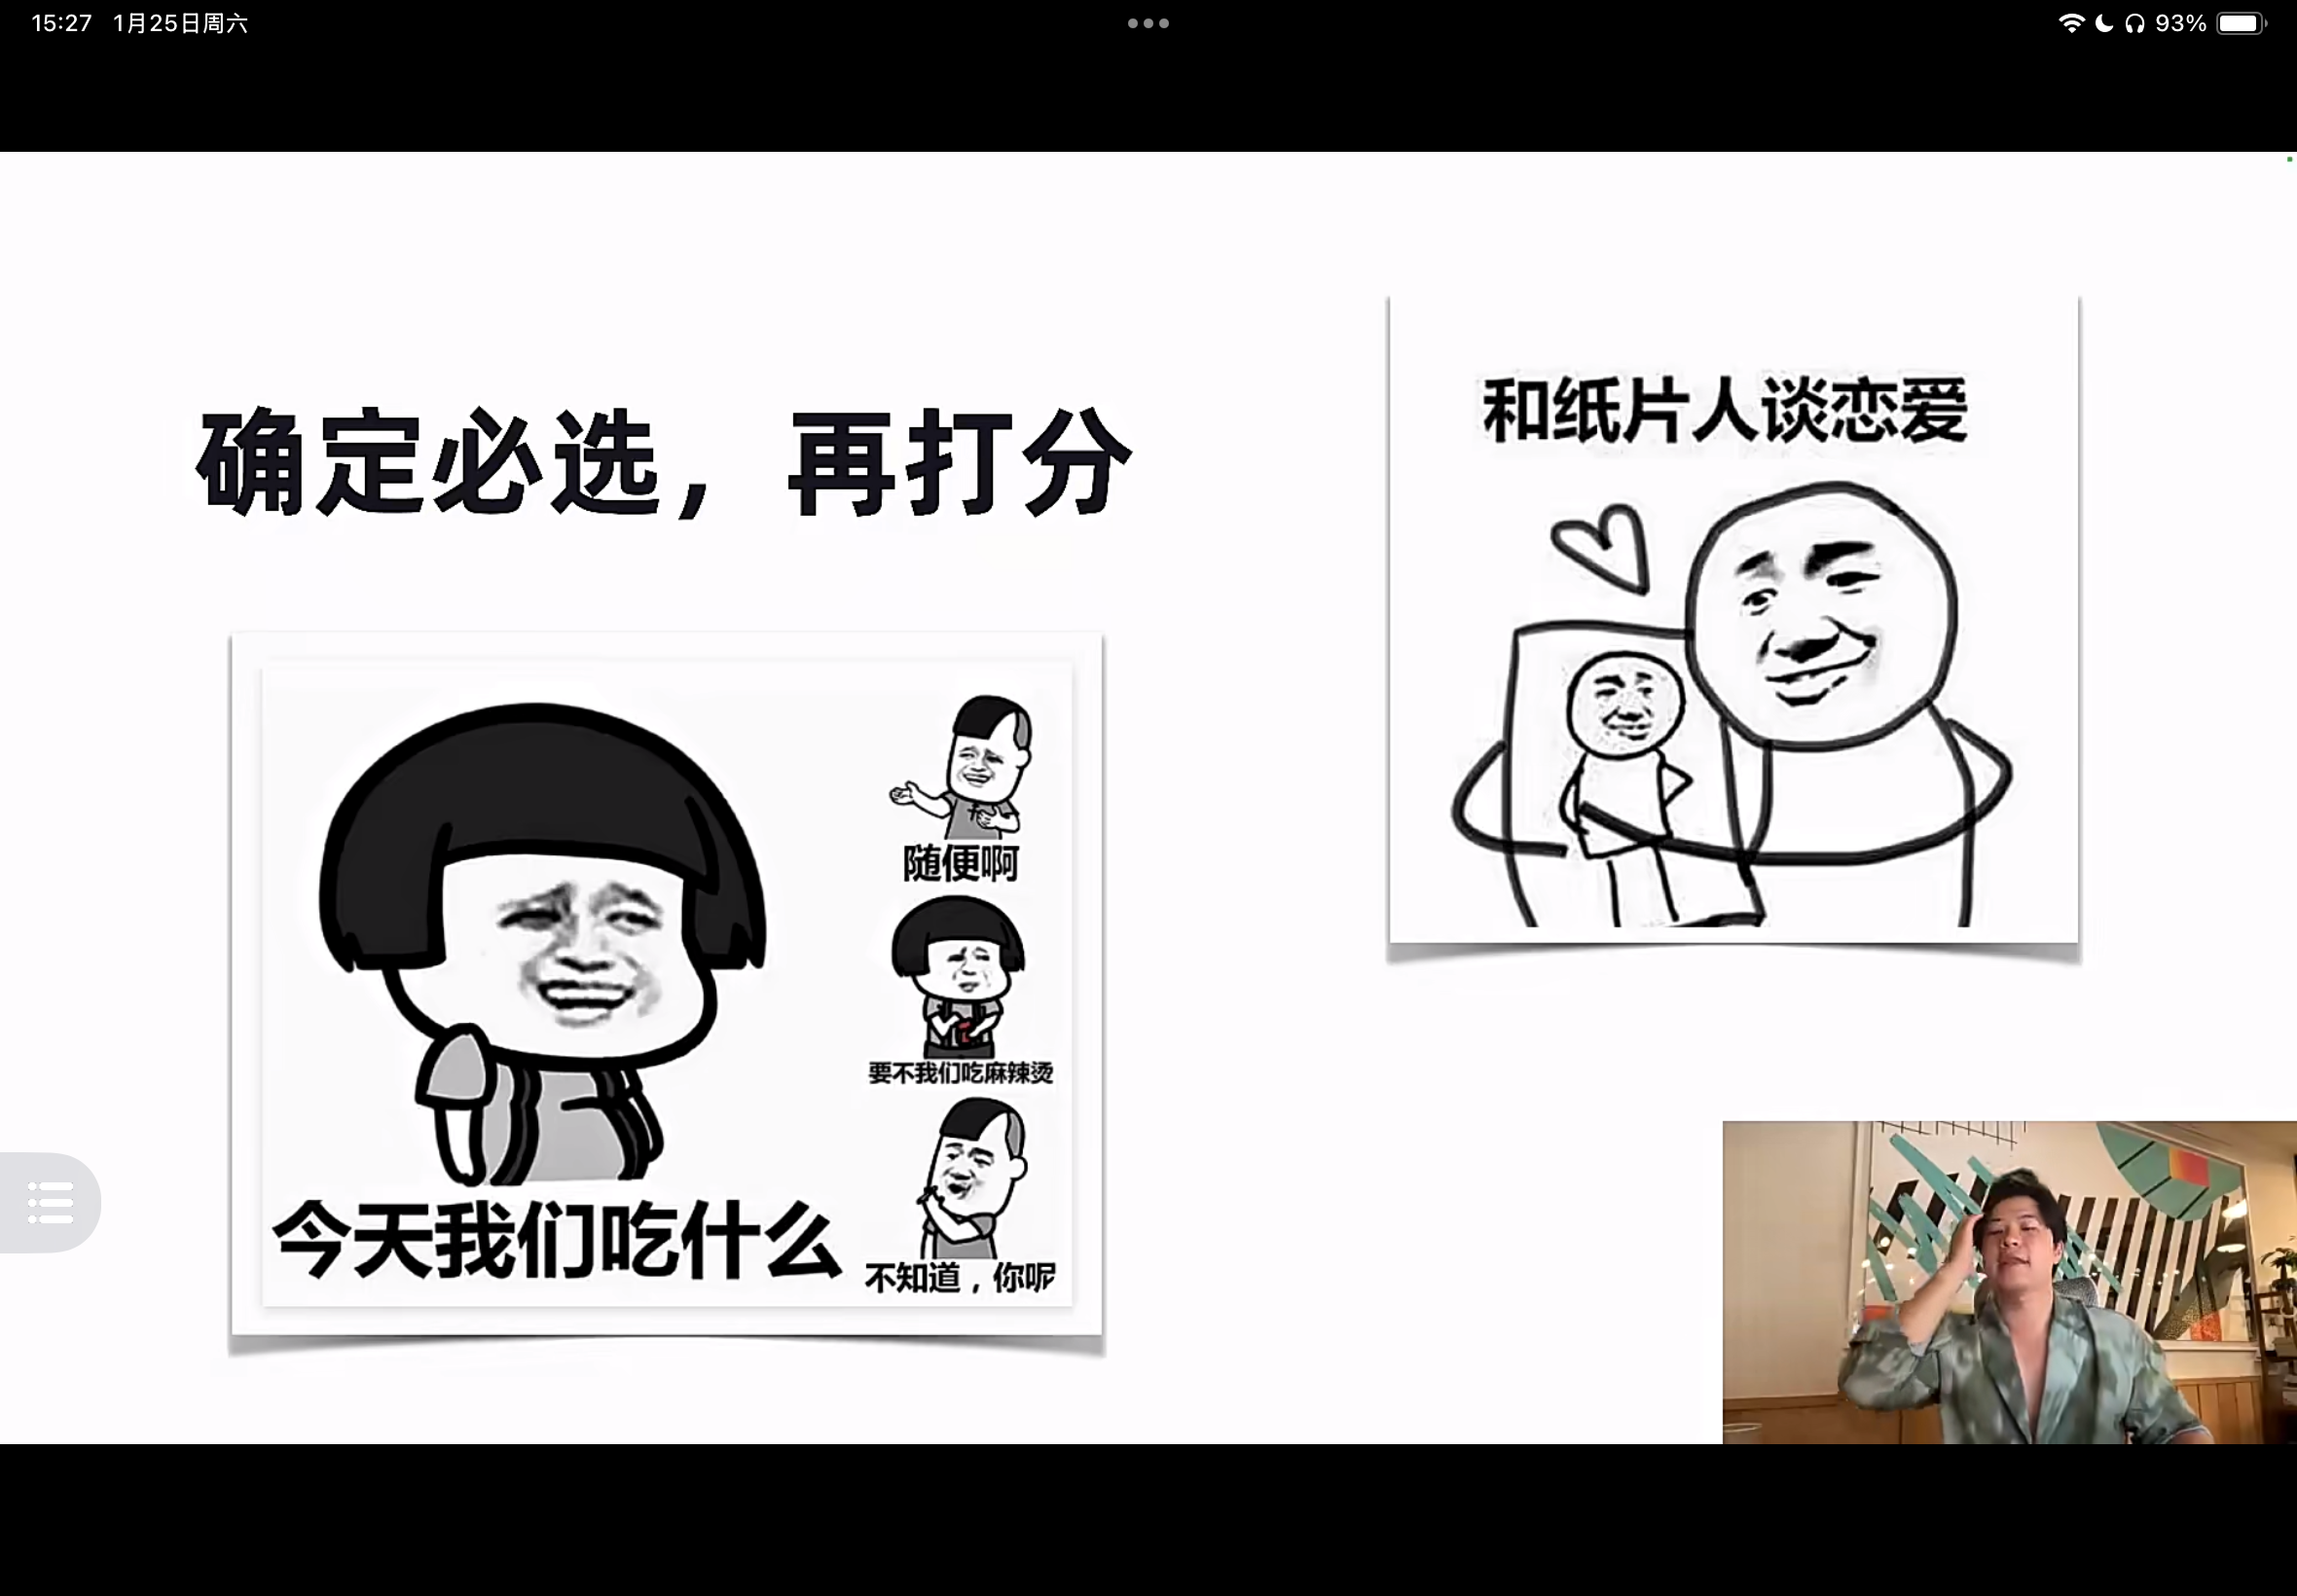 15:27 1月25日周六
93%
确定必选，再打分
和纸片人谈恋爱
随便啊
要不我们吃麻辣烫
今天我们吃什么
不知道，你呢